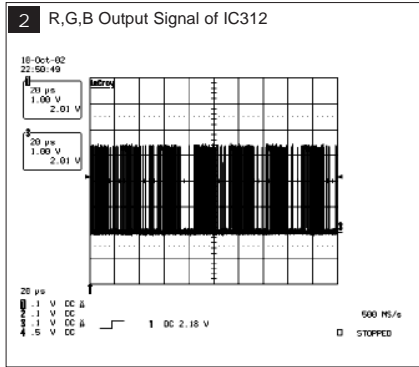 2 R,G,B Output Signal of IC312
18-Oct-02
22:50:49
1
20 µs
1.00 V
2.01 V
3
20 µs
1.00 V
2.01 V
LeCroy
20 µs
1 .1 V DC
2 .1 V DC
3 .1 V DC
4 .5 V DC
1 DC 2.18 V
500 MS/s
STOPPED